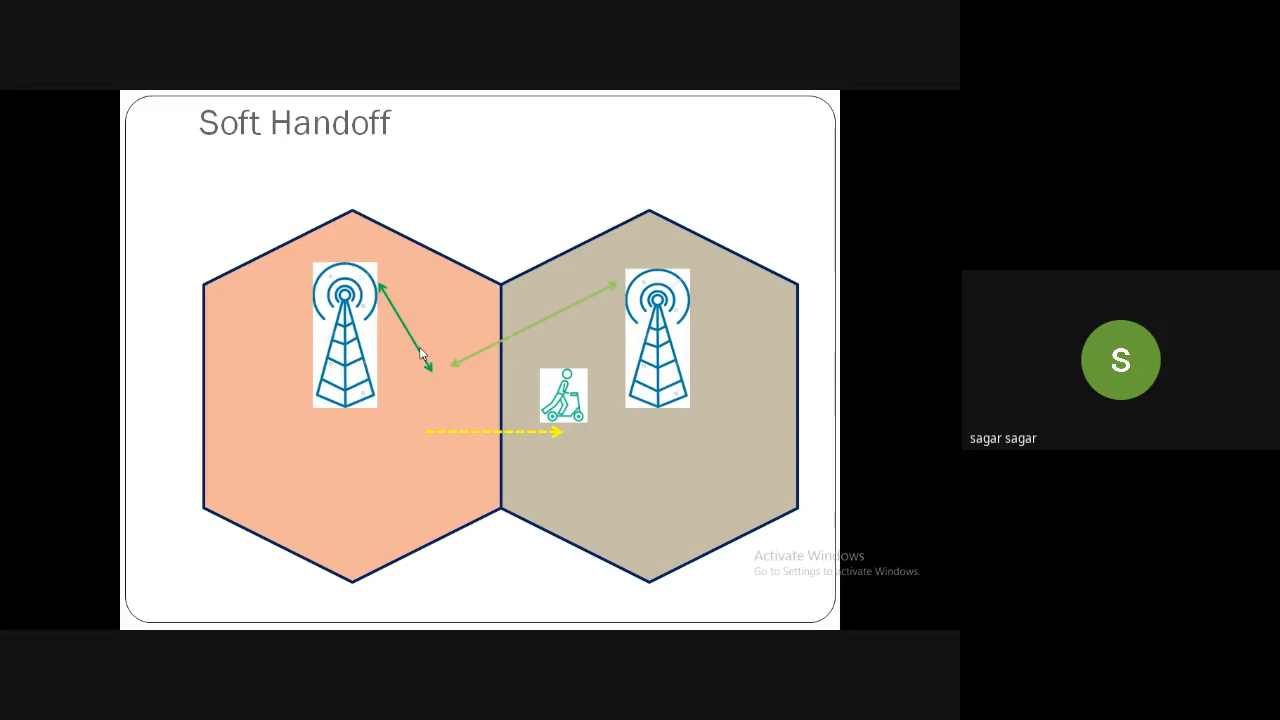 Soft Handoff
S
sagar sagar
Activate Windows
Go to Settings to activate Windows.